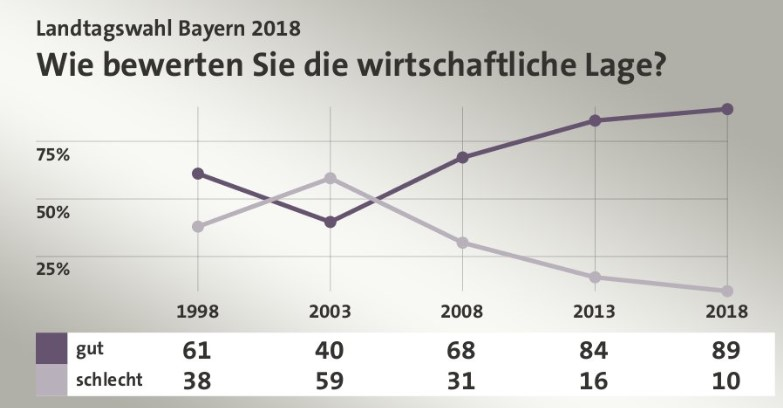 Landtagswahl Bayern 2018
Wie bewerten Sie die wirtschaftliche Lage?
75%
50%
25%
1998 2003 2008 2013 2018
gut 61 40 68 84 89
schlecht 38 59 31 16 10